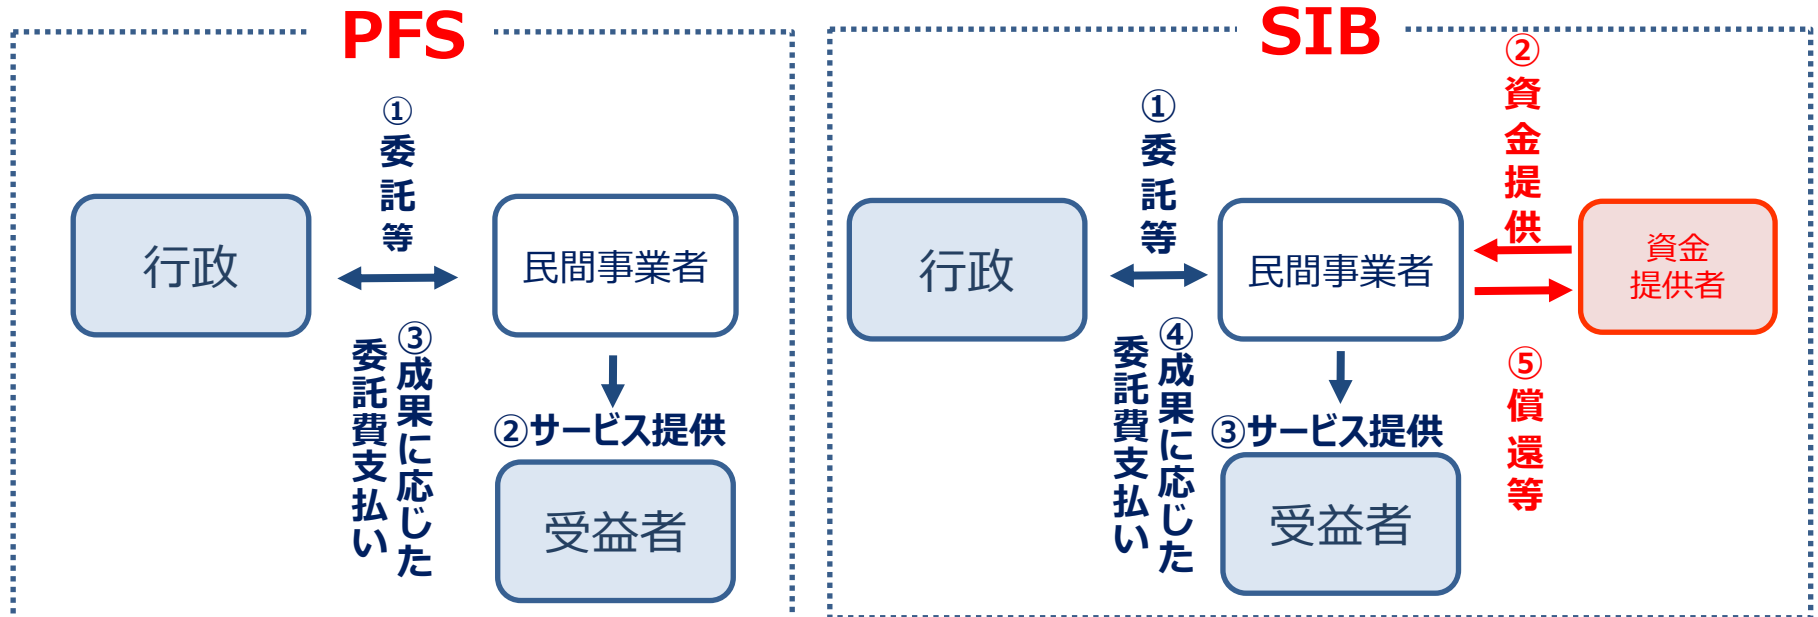 PFS
①委託等
行政
民間事業者
③成果に応じた
委託費支払い
②サービス提供
受益者
SIB
①委託等
②資金提供
行政
民間事業者
資金
提供者
④成果に応じた
委託費支払い
③サービス提供
⑤償還等
受益者